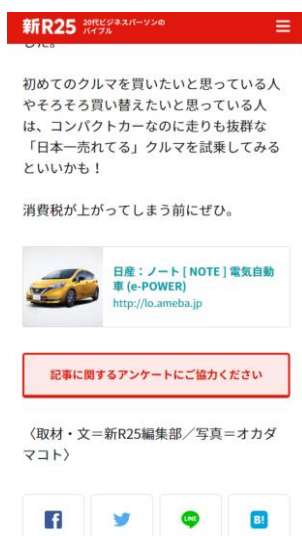 新R25 20代ビジネスパーソンの
バイブル
した。
初めてのクルマを買いたいと思っている人
やそろそろ買い替えたいと思っている人
は、コンパクトカーなのに走りも抜群な
「日本一売れてる」クルマを試乗してみる
といいかも！
消費税が上がってしまう前にぜひ。
日産：ノート [ NOTE ] 電気自動
車 (e-POWER)
http://lo.ameba.jp
記事に関するアンケートにご協力ください
〈取材・文＝新R25編集部／写真＝オカダ
マコト〉
LINE
B!